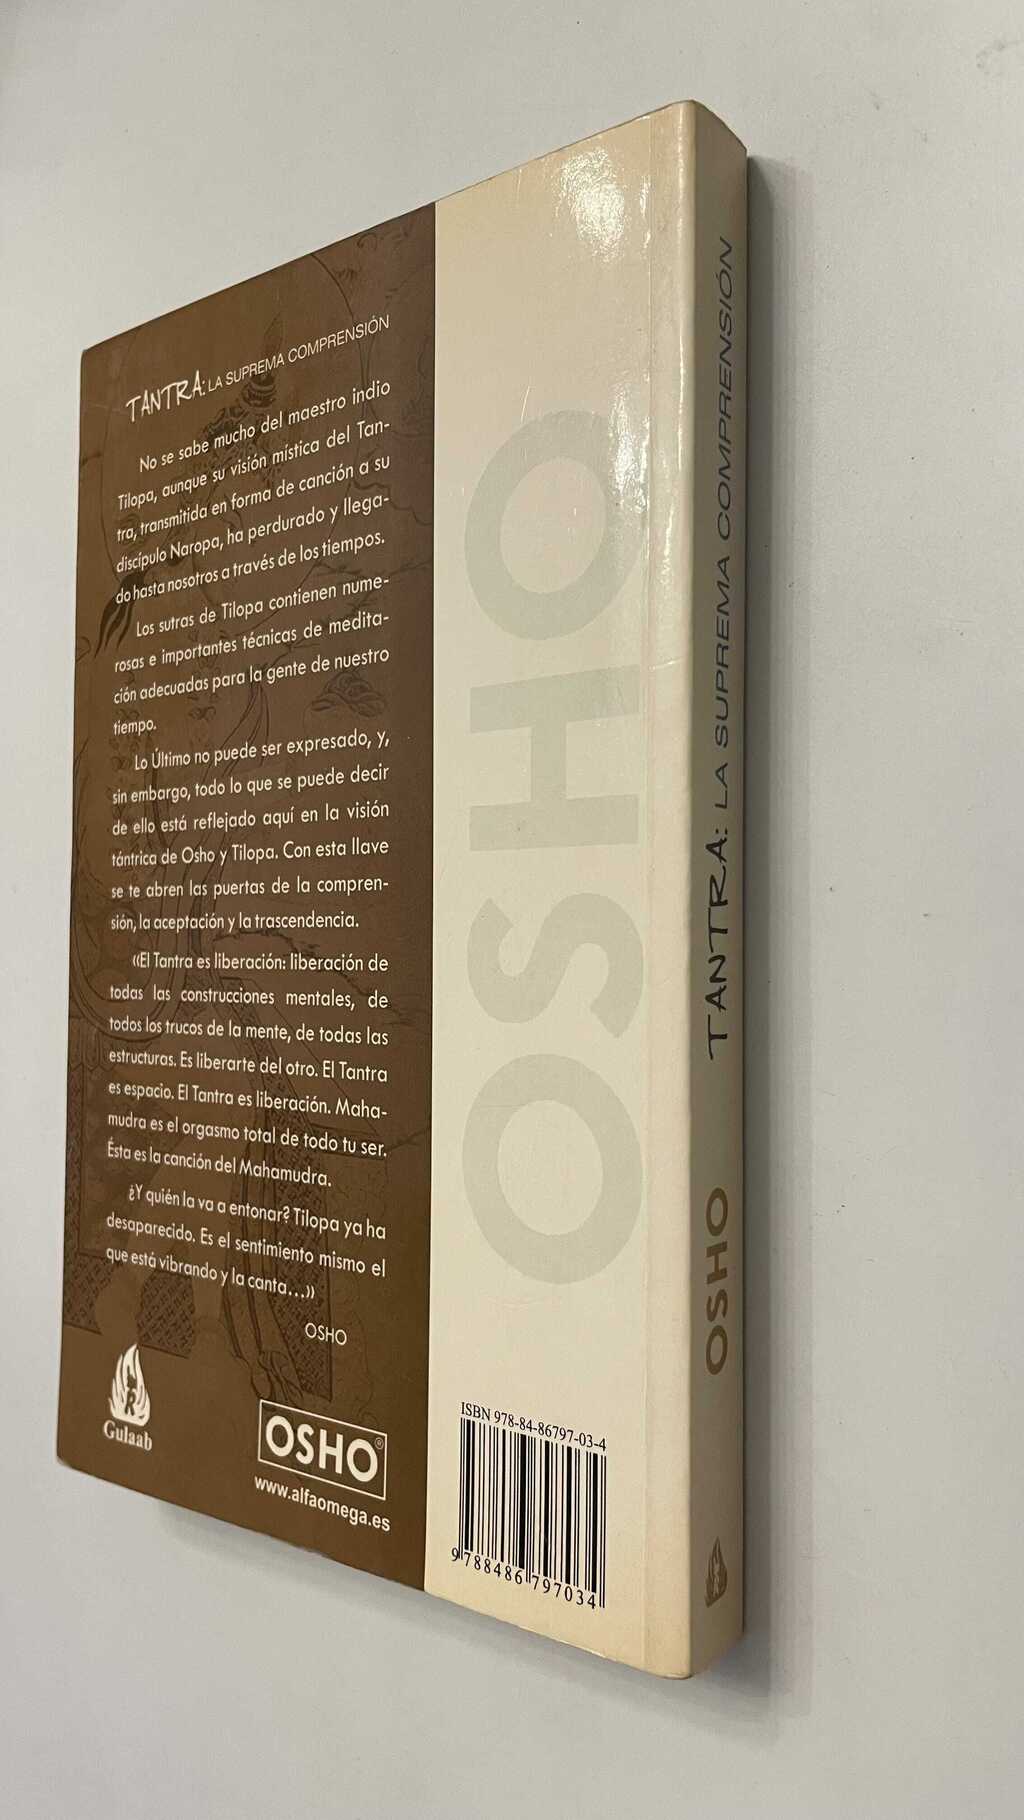 TANTRA: LA SUPREMA COMPRENSIÓN
No se sabe mucho del maestro indio
Tilopa, aunque su visión mística del Tan-
tra, transmitida en forma de canción a su
discípulo Naropa, ha perdurado y llega-
do hasta nosotros a través de los tiempos.
Los sutras de Tilopa contienen nume-
rosas e importantes técnicas de medita-
ción adecuadas para la gente de nuestro
tiempo.
Lo Último no puede ser expresado, y,
sin embargo, todo lo que se puede decir
de ello está reflejado aquí en la visión
tántrica de Osho y Tilopa. Con esta llave
se te abren las puertas de la compren-
sión, la aceptación y la trascendencia.
«El Tantra es liberación: liberación de
todas las construcciones mentales, de
todos los trucos de la mente, de todas las
estructuras. Es liberarte del otro. El Tantra
es espacio. El Tantra es liberación. Maha-
mudra es el orgasmo total de todo tu ser.
Ésta es la canción del Mahamudra.
¿Y quién la va a entonar? Tilopa ya ha
desaparecido. Es el sentimiento mismo el
que está vibrando y la canta...»
OSHO
Gulaab
OSHO®
www.alfaomega.es
OSHO
ISBN 978-84-86797-03-4
9 788486 797034
OSHO TANTRA: LA SUPREMA COMPRENSIÓN